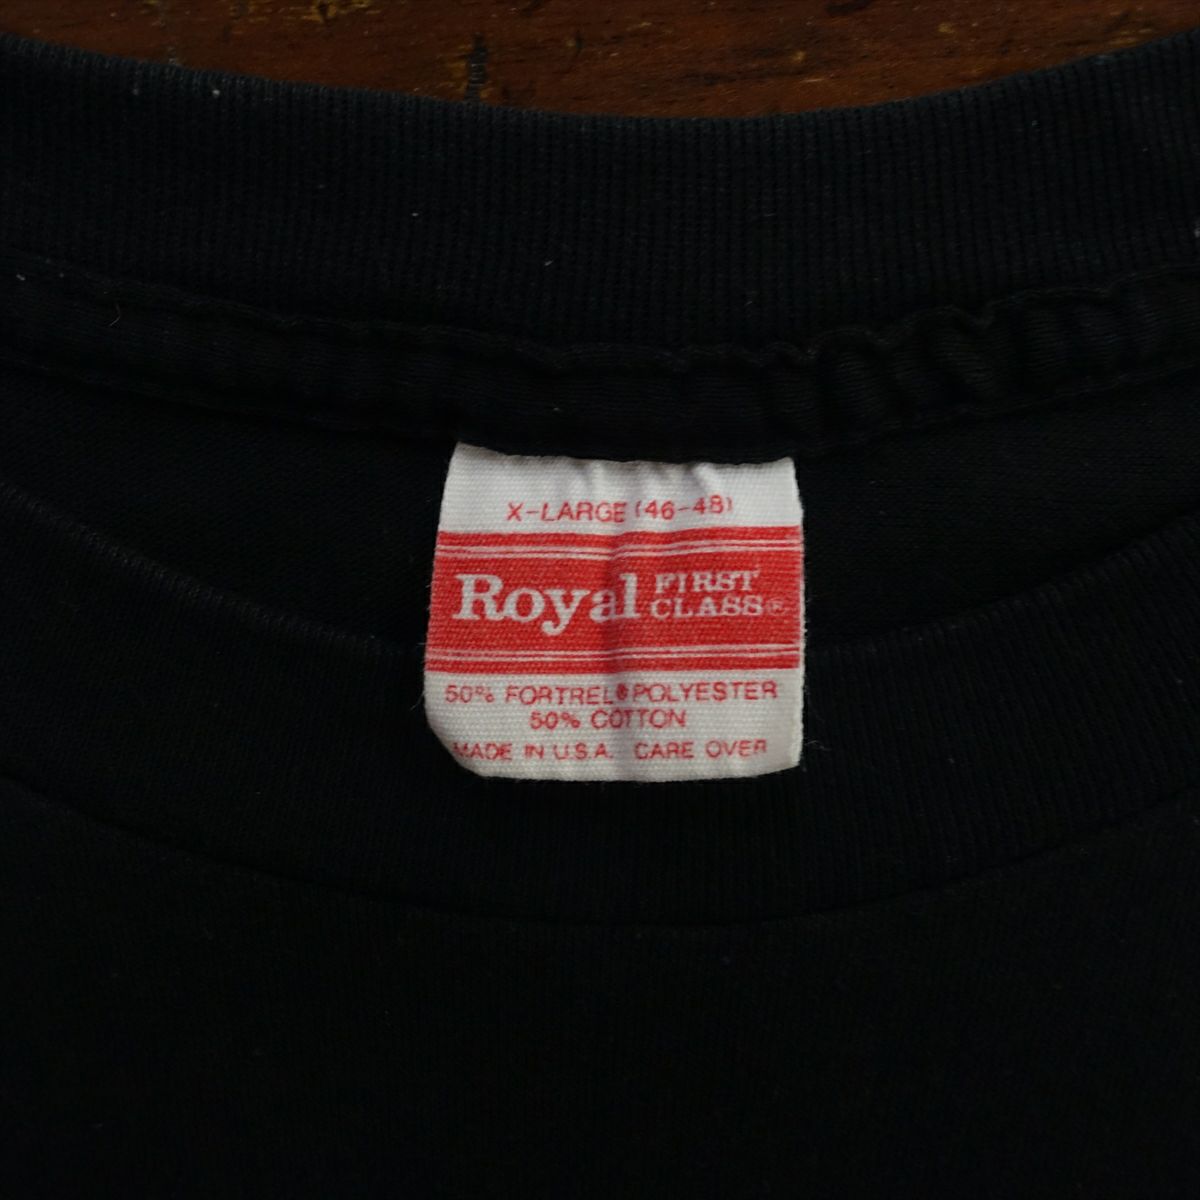 X-LARGE (46-48)
Royal FIRST CLASS®
50% FORTREL® POLYESTER
50% COTTON
MADE IN U.S.A. CARE OVER